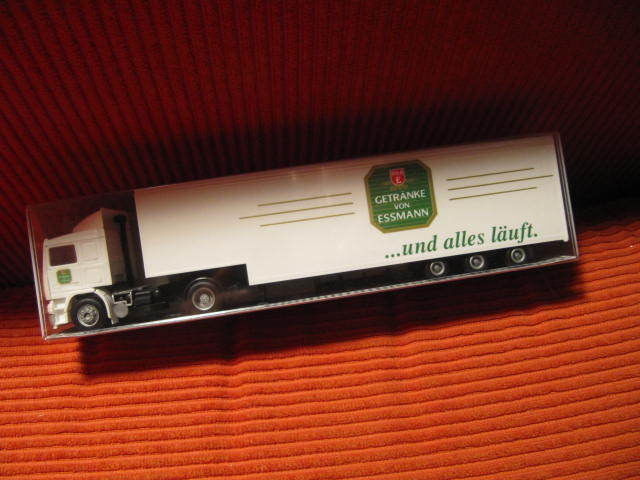 GETRÄNKE
VON
ESSMANN
...und alles läuft.